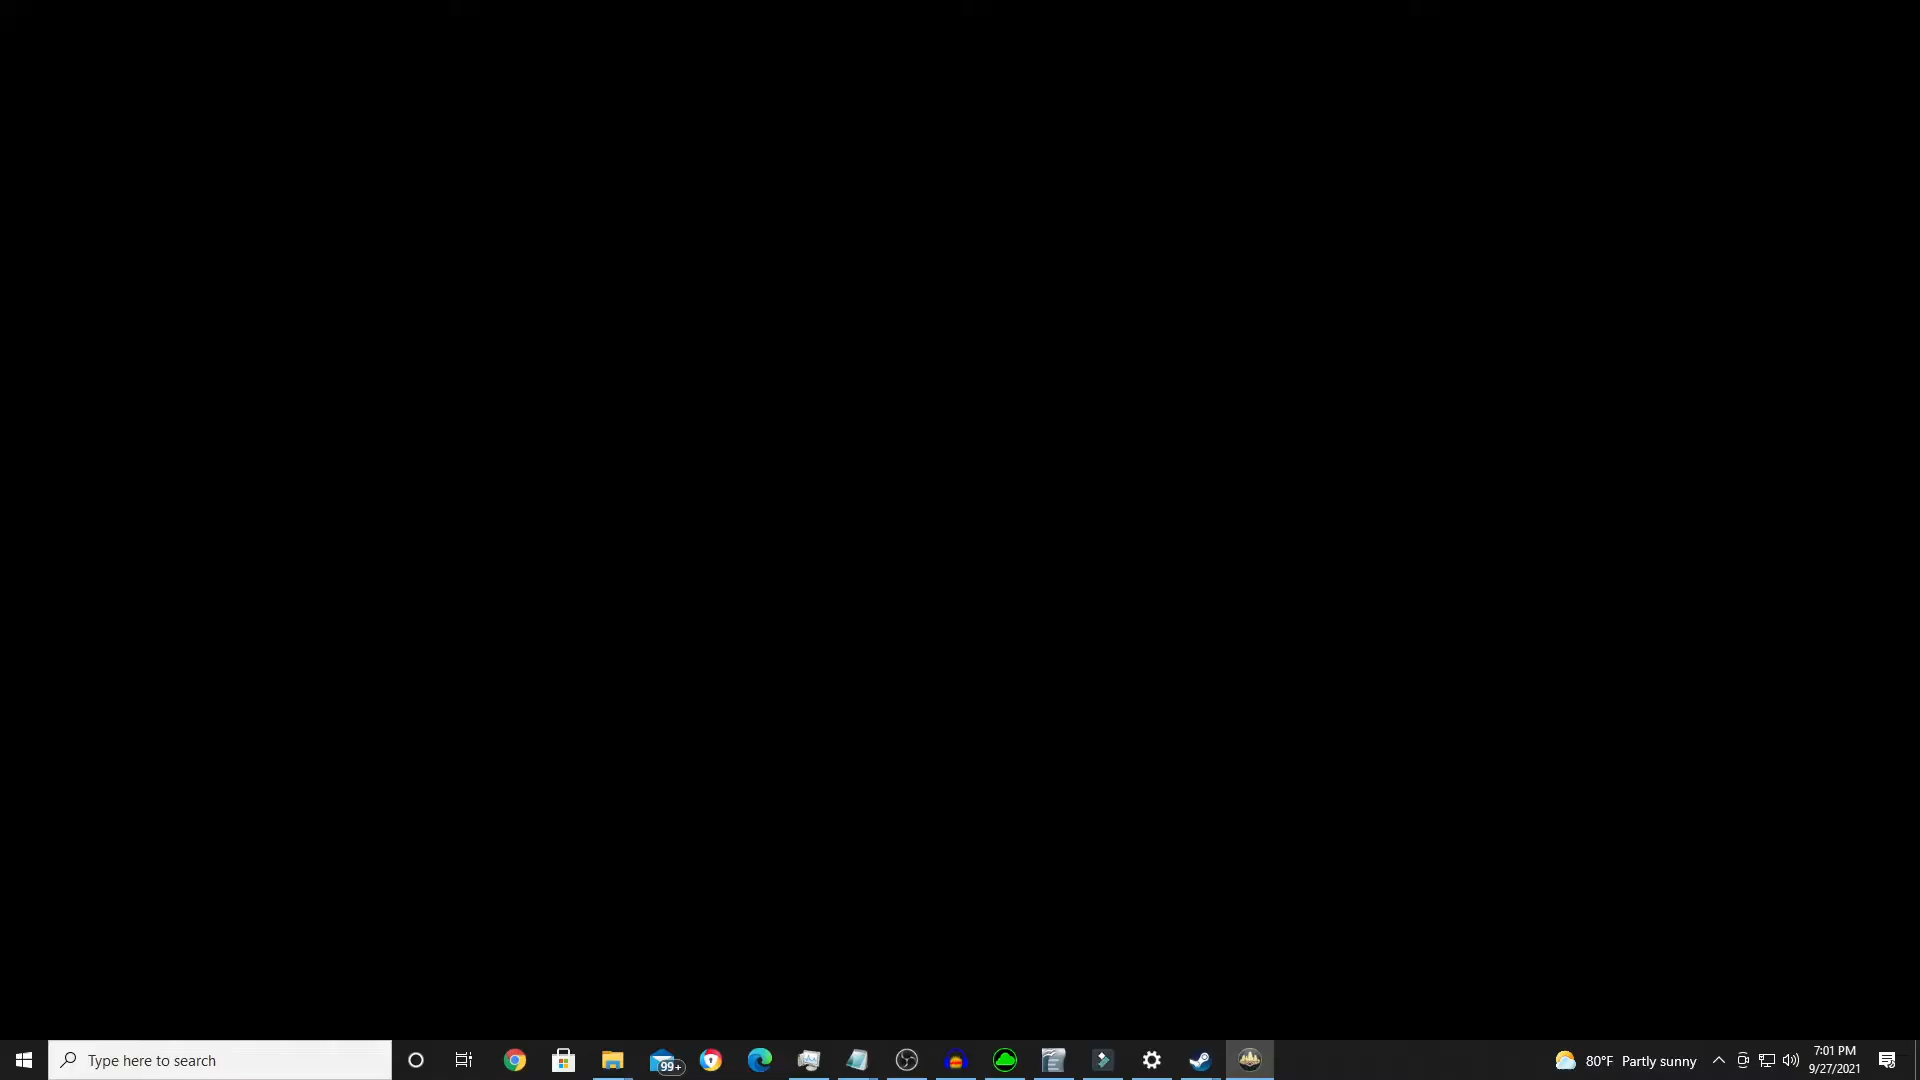 Type here to search
99+
80°F Partly sunny
7:01 PM
9/27/2021